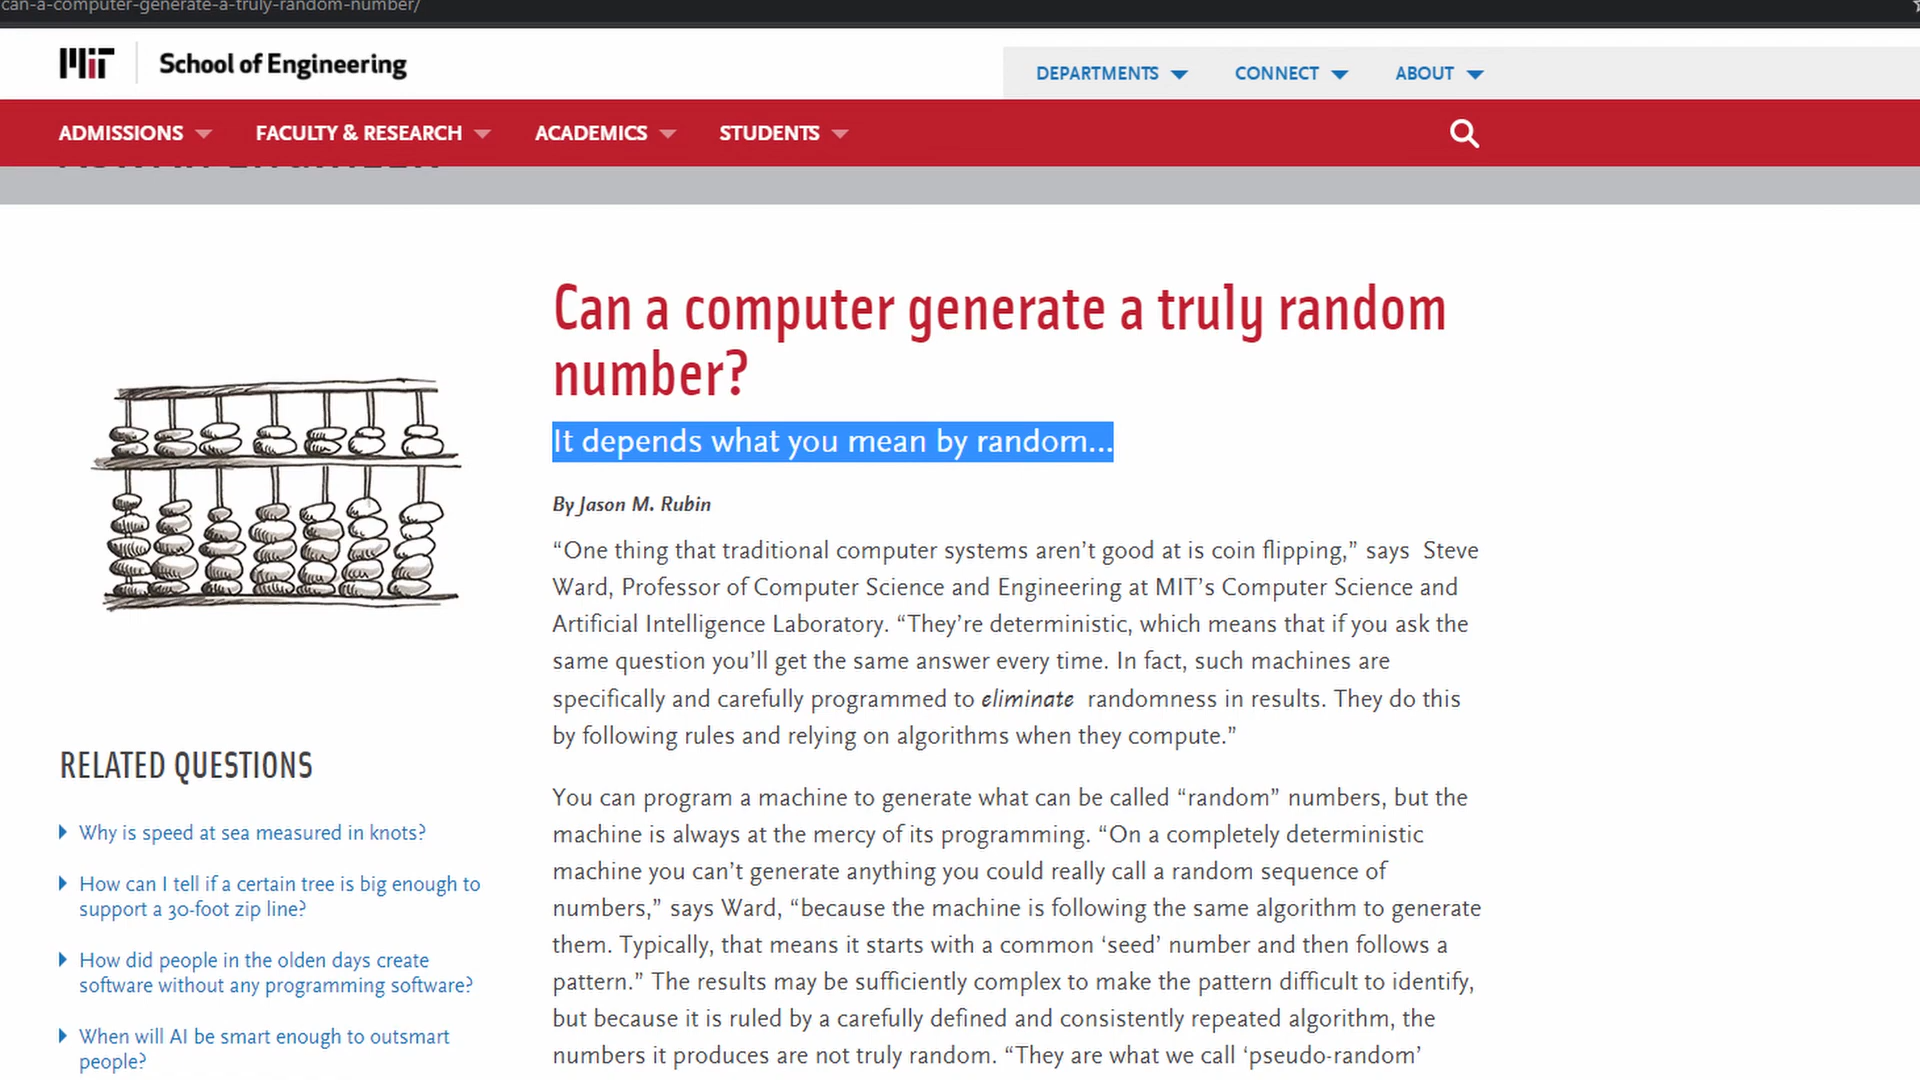 can-a-computer-generate-a-truly-random-number/
MiT School of Engineering
DEPARTMENTS CONNECT ABOUT
ADMISSIONS FACULTY & RESEARCH ACADEMICS STUDENTS
Can a computer generate a truly random
number?
It depends what you mean by random...
By Jason M. Rubin
“One thing that traditional computer systems aren’t good at is coin flipping,” says Steve
Ward, Professor of Computer Science and Engineering at MIT’s Computer Science and
Artificial Intelligence Laboratory. “They’re deterministic, which means that if you ask the
same question you’ll get the same answer every time. In fact, such machines are
specifically and carefully programmed to eliminate randomness in results. They do this
by following rules and relying on algorithms when they compute.”
You can program a machine to generate what can be called “random” numbers, but the
machine is always at the mercy of its programming. “On a completely deterministic
machine you can’t generate anything you could really call a random sequence of
numbers,” says Ward, “because the machine is following the same algorithm to generate
them. Typically, that means it starts with a common ‘seed’ number and then follows a
pattern.” The results may be sufficiently complex to make the pattern difficult to identify,
but because it is ruled by a carefully defined and consistently repeated algorithm, the
numbers it produces are not truly random. “They are what we call ‘pseudo-random’
RELATED QUESTIONS
Why is speed at sea measured in knots?
How can I tell if a certain tree is big enough to
support a 30-foot zip line?
How did people in the olden days create
software without any programming software?
When will AI be smart enough to outsmart
people?